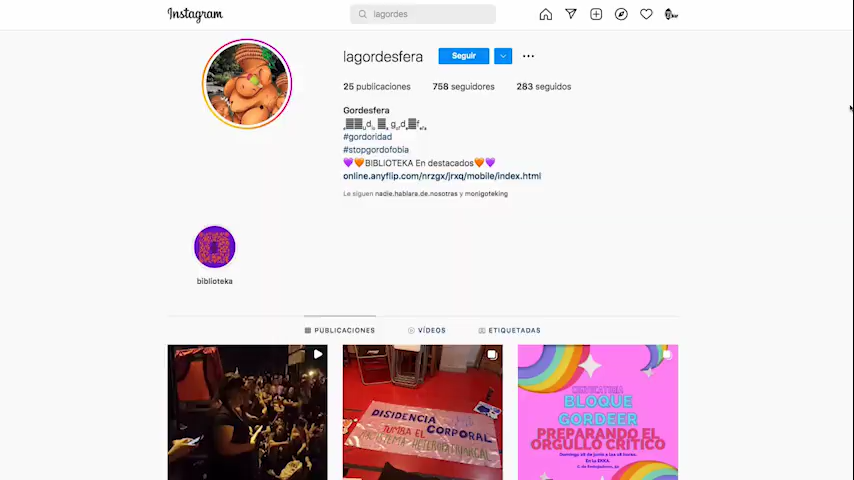 Instagram
lagordes
lagordesfera
Seguir
25 publicaciones 758 seguidores 283 seguidos
Gordesfera
#gordoridad
#stopgordofobia
💜🧡BIBLIOTEKA En destacados🧡💜
online.anyflip.com/nrzgx/jrxq/mobile/index.html
Le siguen nadie.hablara.de.nosotras y monigoteking
biblioteka
PUBLICACIONES VÍDEOS ETIQUETADAS
DISIDENCIA
CORPORAL
TUMBA EL
CONVOCATORIA
BLOQUE
GORDEER
PREPARANDO EL
ORGULLO CRÍTICO